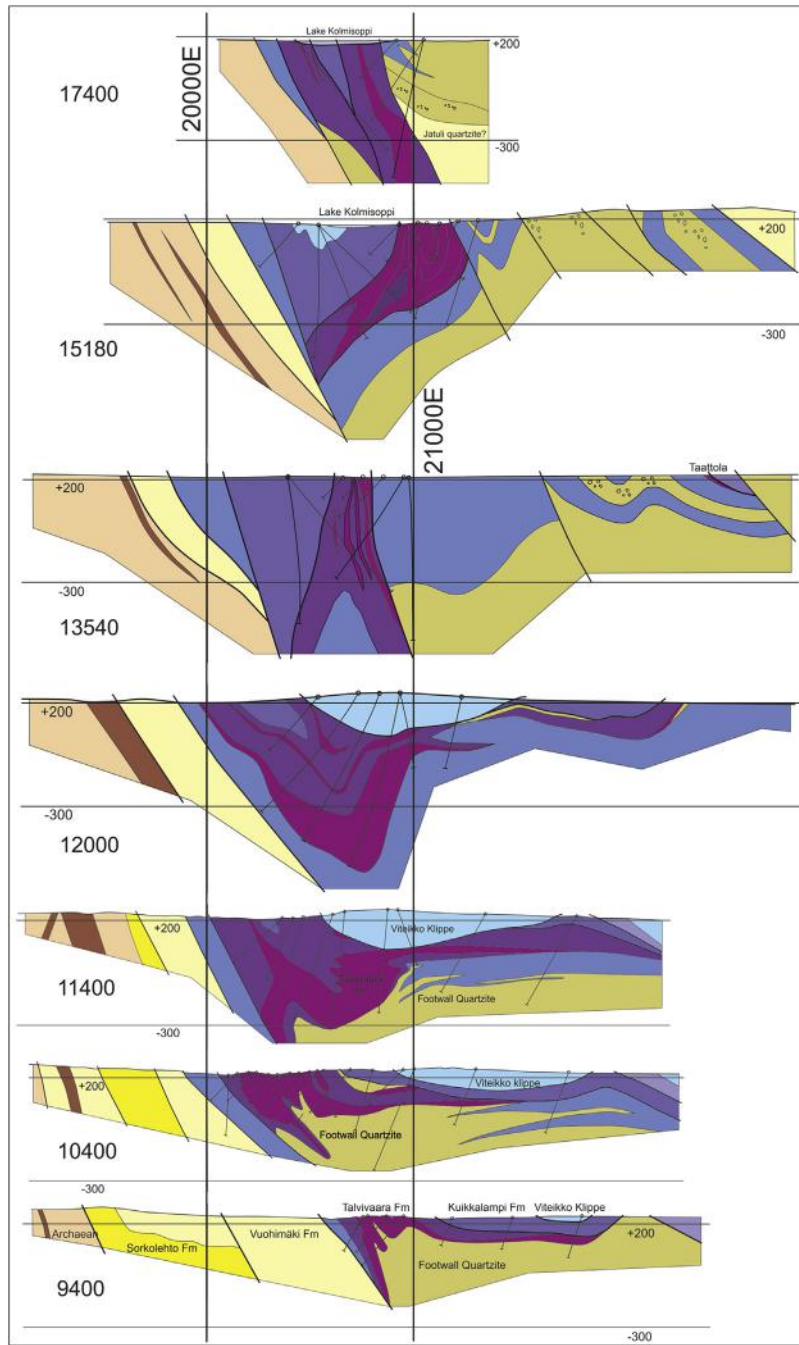 Lake Kolmisoppi
+200
17400
20000E
Jatuli quartzite?
-300
Lake Kolmisoppi
+200
-300
15180
21000E
Taattola
+200
-300
13540
+200
-300
12000
+200
Viteikko Klippe
11400
Footwall Quartzite
-300
+200
Viteikko klippe
Footwall Quartzite
10400
-300
Talvivaara Fm Kuikkalampi Fm Viteikko Klippe
Archaean Vuohimäki Fm +200
Sorkolehto Fm
Footwall Quartzite
9400
-300